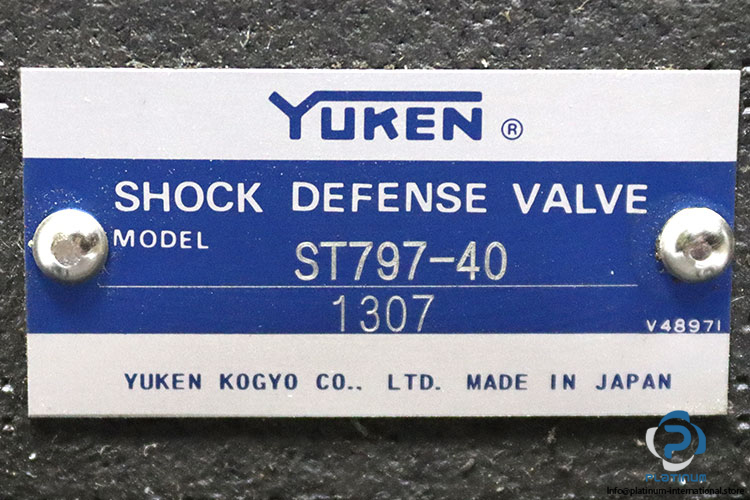 YUKEN ®
SHOCK DEFENSE VALVE
MODEL ST797-40
1307
V48971
YUKEN KOGYO CO., LTD. MADE IN JAPAN
PLATINUM
Info@platinum-international.store